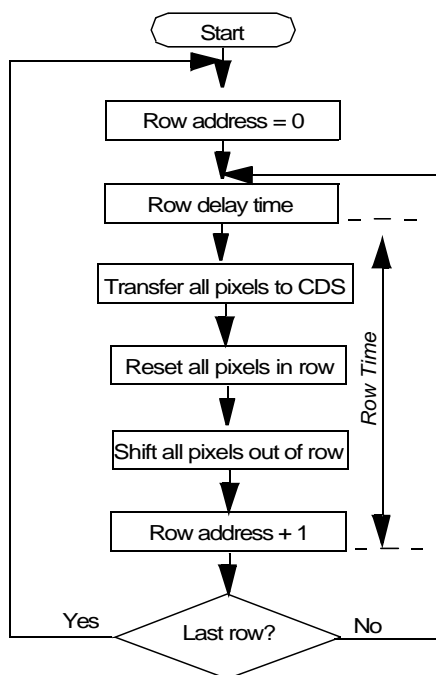 Start
Row address = 0
Row delay time
Transfer all pixels to CDS
Reset all pixels in row
Row Time
Shift all pixels out of row
Row address + 1
Yes
Last row?
No